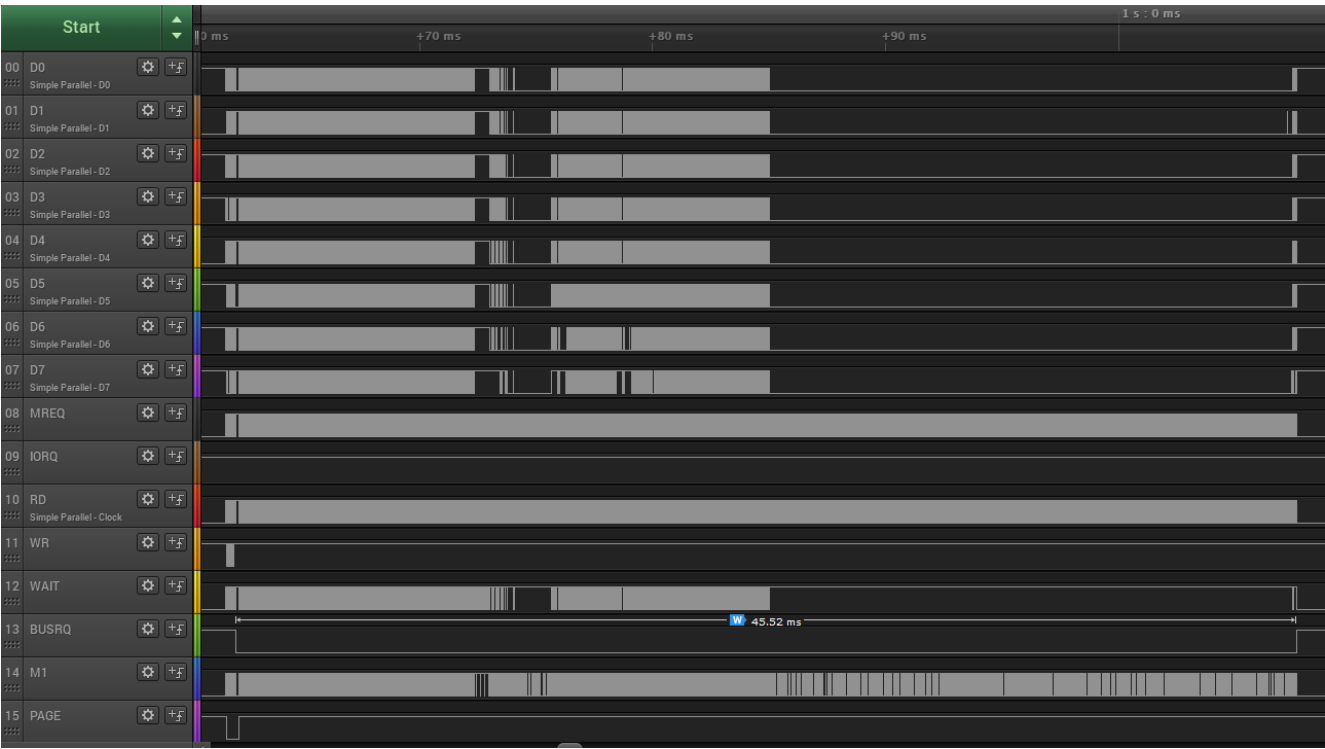 Start
1 s : 0 ms
0 ms
+70 ms
+80 ms
+90 ms
00 D0
Simple Parallel - D0
01 D1
Simple Parallel - D1
02 D2
Simple Parallel - D2
03 D3
Simple Parallel - D3
04 D4
Simple Parallel - D4
05 D5
Simple Parallel - D5
06 D6
Simple Parallel - D6
07 D7
Simple Parallel - D7
08 MREQ
09 IORQ
10 RD
Simple Parallel - Clock
11 WR
12 WAIT
W 45.52 ms
13 BUSRQ
14 M1
15 PAGE